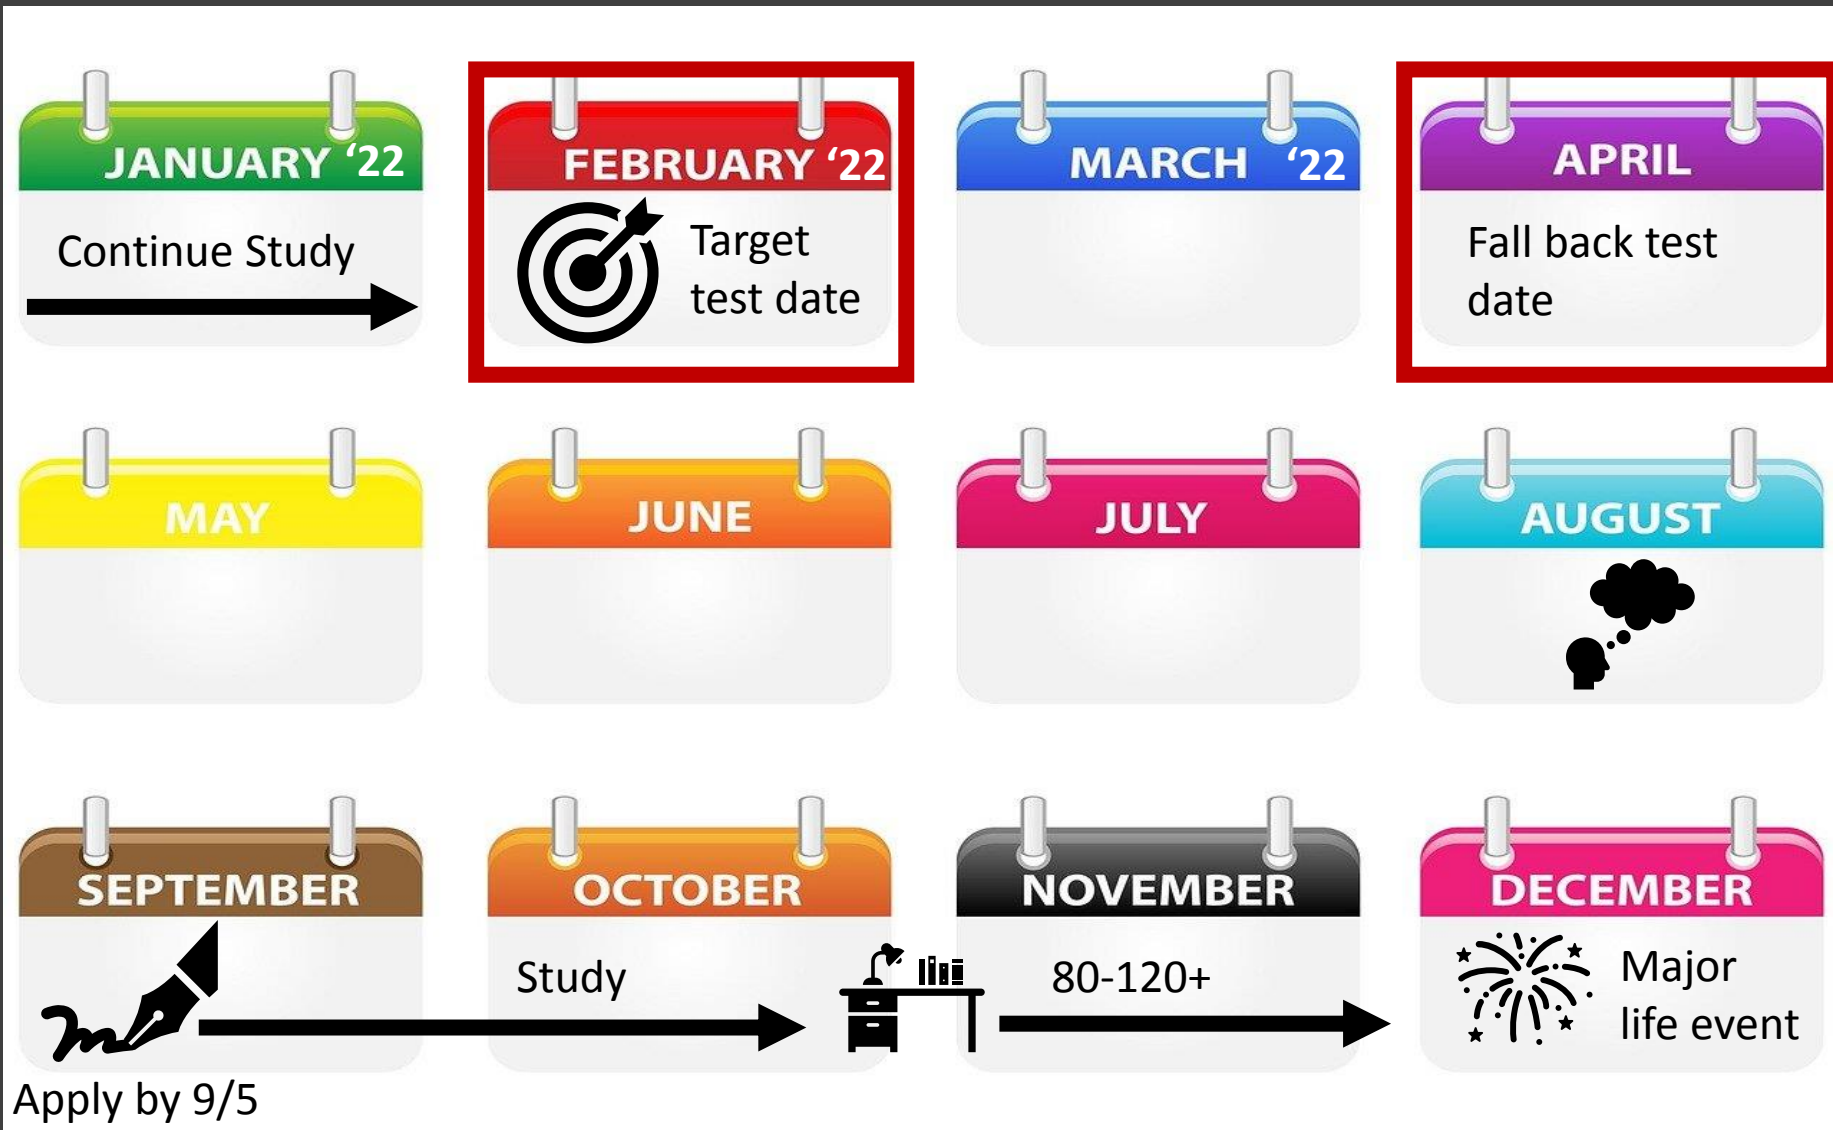 JANUARY ‘22
FEBRUARY ‘22
MARCH ‘22
APRIL
Continue Study
Target
test date
Fall back test
date
MAY
JUNE
JULY
AUGUST
SEPTEMBER
OCTOBER
NOVEMBER
DECEMBER
Study
80-120+
Major
life event
Apply by 9/5